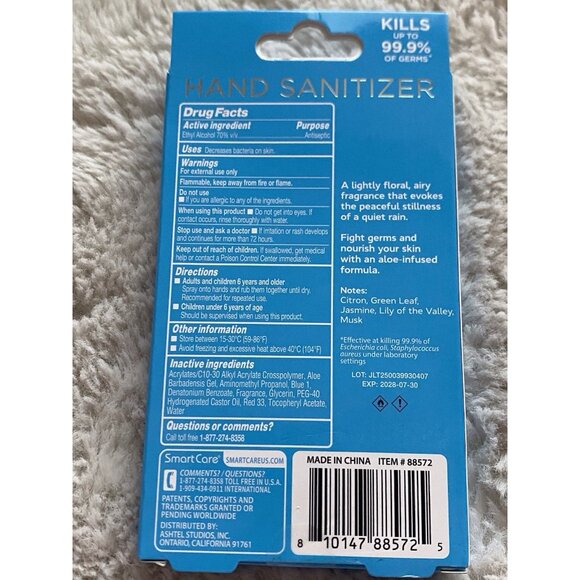 KILLS
UP TO
99.9%
OF GERMS*
HAND SANITIZER
Drug Facts
Active ingredient Purpose
Ethyl Alcohol 70% v/v Antiseptic
Uses Decreases bacteria on skin.
Warnings
For external use only
Flammable, keep away from fire or flame.
Do not use
■ If you are allergic to any of the ingredients.
When using this product ■ Do not get into eyes. If
contact occurs, rinse thoroughly with water.
Stop use and ask a doctor ■ If irritation or rash develops
and continues for more than 72 hours.
Keep out of reach of children. If swallowed, get medical
help or contact a Poison Control Center immediately.
Directions
■ Adults and children 6 years and older
Spray onto hands and rub them together until dry.
Recommended for repeated use.
■ Children under 6 years of age
Should be supervised when using this product.
Other information
■ Store between 15-30°C (59-86°F)
■ Avoid freezing and excessive heat above 40°C (104°F)
Inactive ingredients
Acrylates/C10-30 Alkyl Acrylate Crosspolymer, Aloe
Barbadensis Gel, Aminomethyl Propanol, Blue 1,
Denatonium Benzoate, Fragrance, Glycerin, PEG-40
Hydrogenated Castor Oil, Red 33, Tocopheryl Acetate,
Water
Questions or comments?
Call toll free 1-877-274-8358
A lightly floral, airy
fragrance that evokes
the peaceful stillness
of a quiet rain.
Fight germs and
nourish your skin
with an aloe-infused
formula.
Notes:
Citron, Green Leaf,
Jasmine, Lily of the Valley,
Musk
*Effective at killing 99.9% of
Escherichia coli, Staphylococcus
aureus under laboratory
settings
LOT: JLT250039930407
EXP: 2028-07-30
SmartCare SMARTCAREUS.COM
COMMENTS? / QUESTIONS?
1-877-274-8358 TOLL FREE IN U.S.A.
1-909-434-0911 INTERNATIONAL
PATENTS, COPYRIGHTS AND
TRADEMARKS GRANTED OR
PENDING WORLDWIDE
DISTRIBUTED BY:
ASHTEL STUDIOS, INC.
ONTARIO, CALIFORNIA 91761
MADE IN CHINA ITEM # 88572
8 10147 88572 5